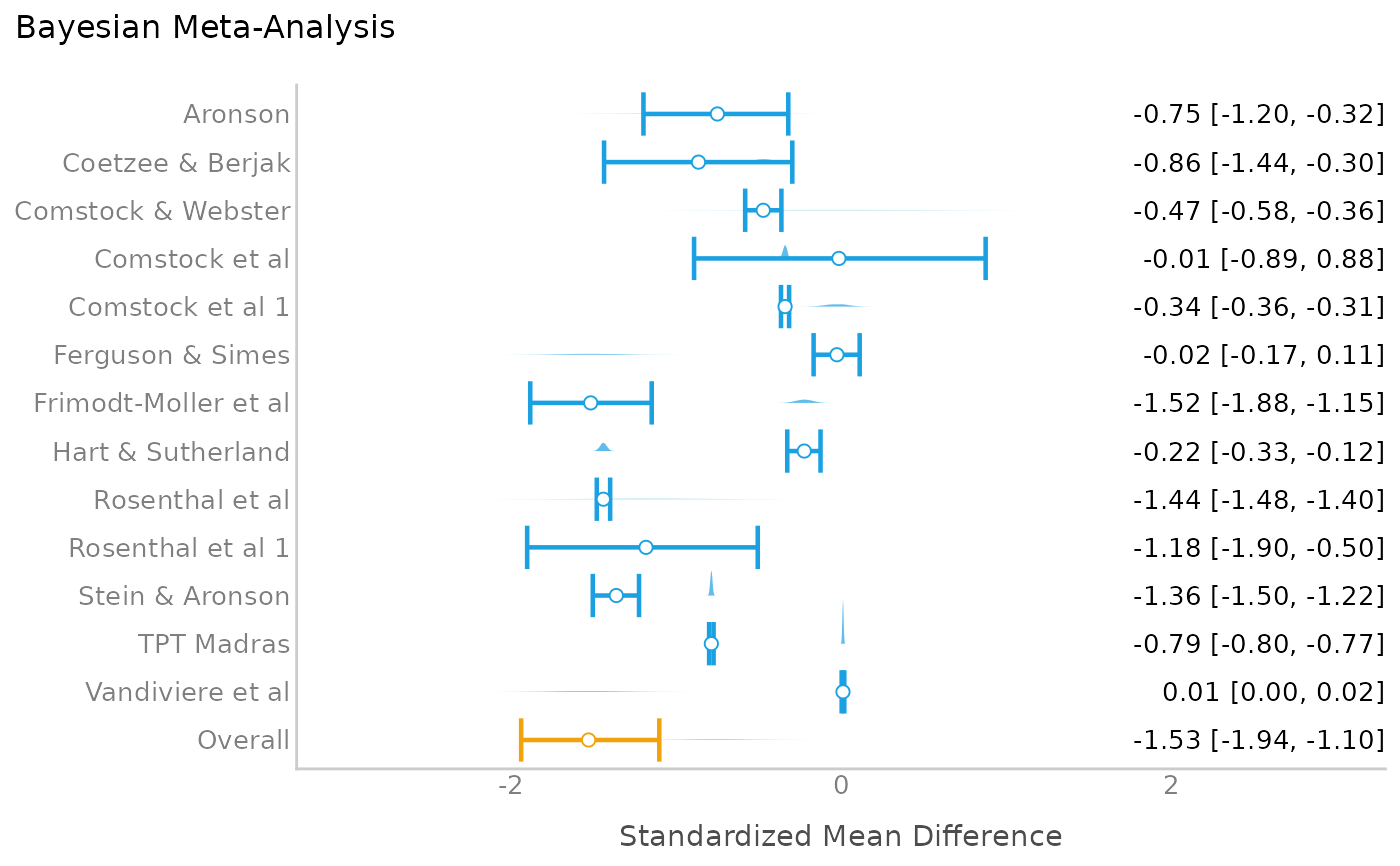 Bayesian Meta-Analysis
Aronson -0.75 [-1.20, -0.32]
Coetzee & Berjak -0.86 [-1.44, -0.30]
Comstock & Webster -0.47 [-0.58, -0.36]
Comstock et al -0.01 [-0.89, 0.88]
Comstock et al 1 -0.34 [-0.36, -0.31]
Ferguson & Simes -0.02 [-0.17, 0.11]
Frimodt-Moller et al -1.52 [-1.88, -1.15]
Hart & Sutherland -0.22 [-0.33, -0.12]
Rosenthal et al -1.44 [-1.48, -1.40]
Rosenthal et al 1 -1.18 [-1.90, -0.50]
Stein & Aronson -1.36 [-1.50, -1.22]
TPT Madras -0.79 [-0.80, -0.77]
Vandiviere et al 0.01 [0.00, 0.02]
Overall -1.53 [-1.94, -1.10]
-2 0 2
Standardized Mean Difference